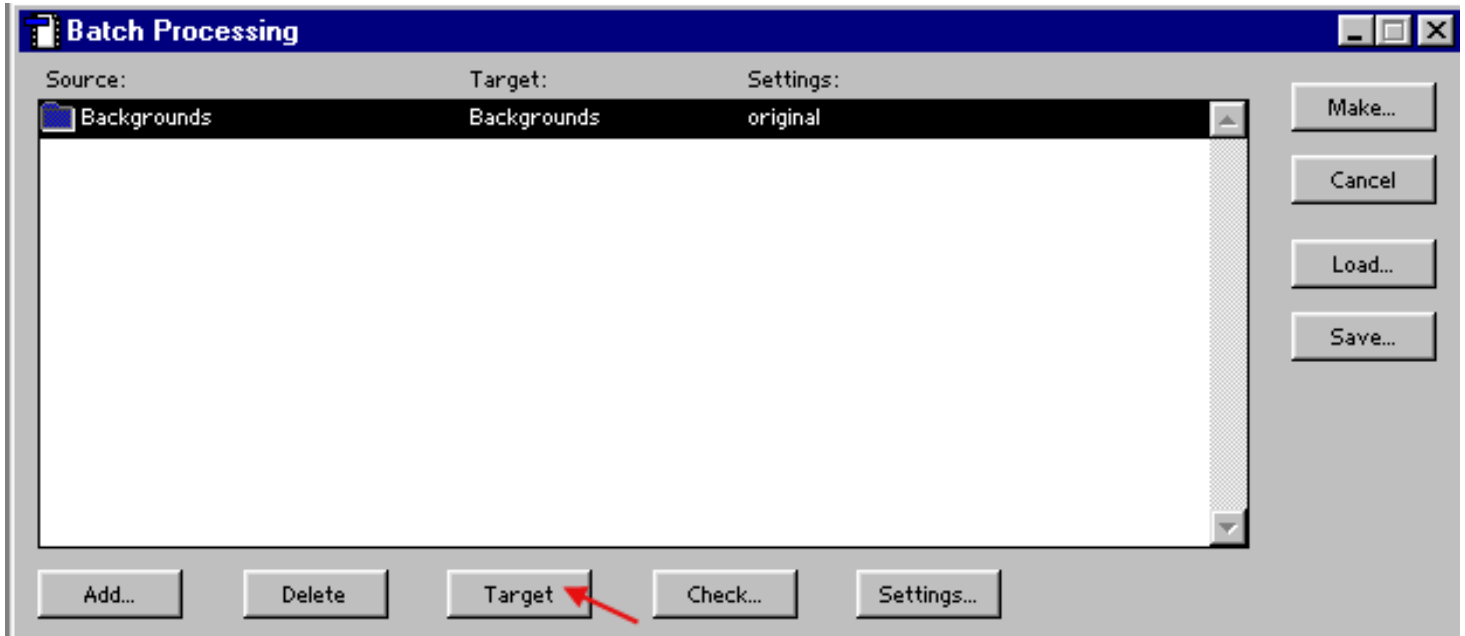 Batch Processing
Source: Target: Settings:
Backgrounds Backgrounds original
Make...
Cancel
Load...
Save...
Add... Delete Target Check... Settings...